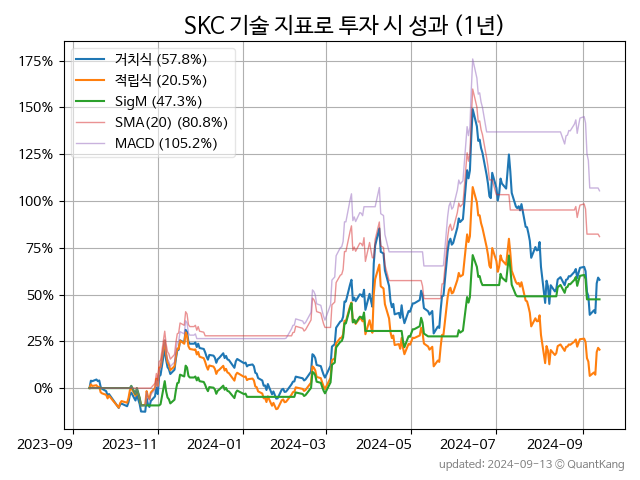 SKC 기술 지표로 투자 시 성과 (1년)
175%
150%
125%
100%
75%
50%
25%
0%
거치식 (57.8%)
적립식 (20.5%)
SigM (47.3%)
SMA(20) (80.8%)
MACD (105.2%)
2023-09
2023-11
2024-01
2024-03
2024-05
2024-07
2024-09
updated: 2024-09-13 ⓒ QuantKang